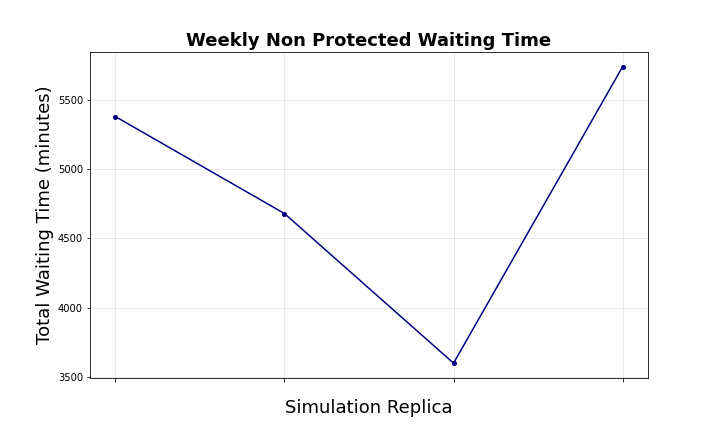 Weekly Non Protected Waiting Time
Total Waiting Time (minutes)
5500
5000
4500
4000
3500
Simulation Replica